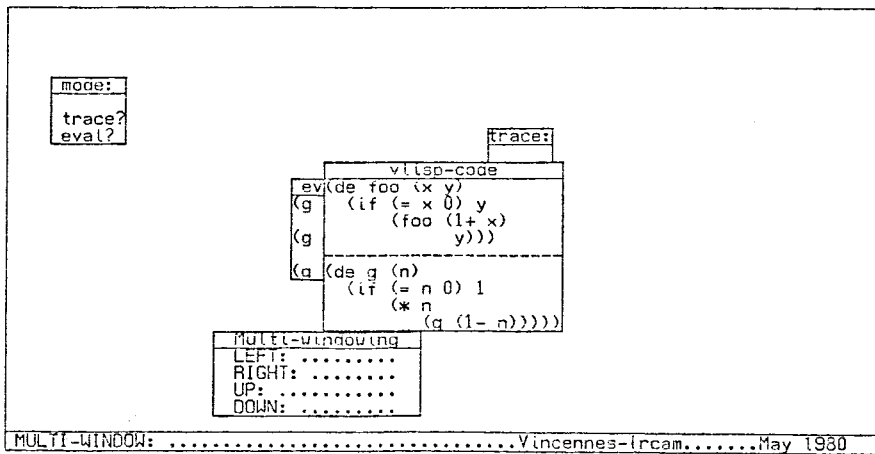 mode:
trace?
eval?
trace:
vlisp-code
ev
(de foo (x y)
(g
(if (= x 0) y
(foo (1+ x)
(g
y)))
(g
(de g (n)
(if (= n 0) 1
(* n
(g (1- n)))))
Multi-windowing
LEFT: .........
RIGHT: ........
UP: ...........
DOWN: .........
MULTI-WINDOW: ................................Vincennes-Ircam.......May 1980